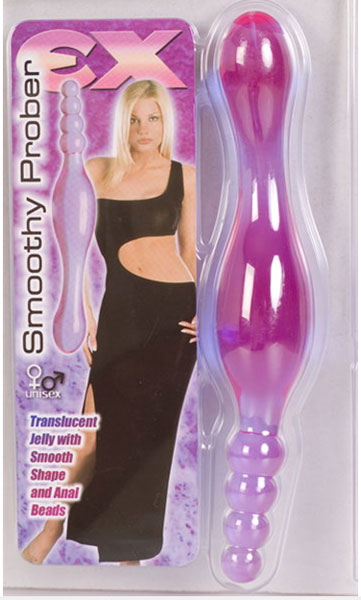 EX
Smoothy Prober
unisex
Translucent
Jelly with
Smooth
Shape
and Anal
Beads